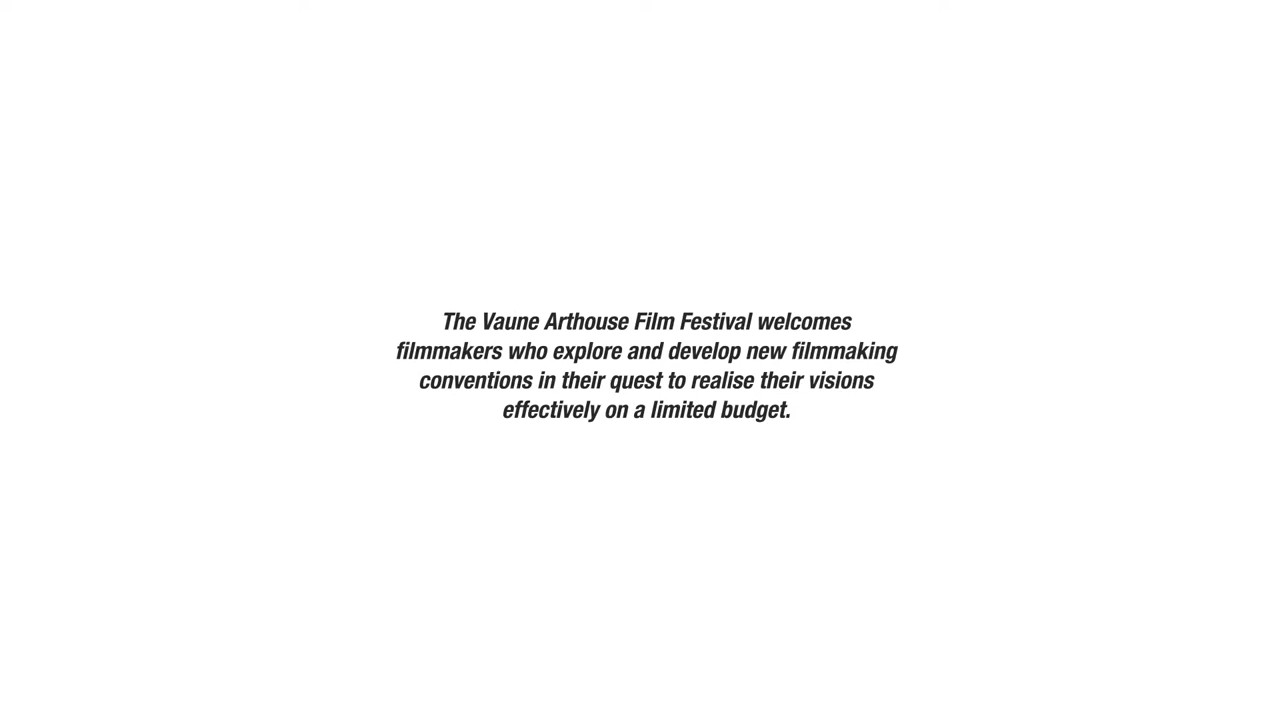 The Vaune Arthouse Film Festival welcomes
filmmakers who explore and develop new filmmaking
conventions in their quest to realise their visions
effectively on a limited budget.